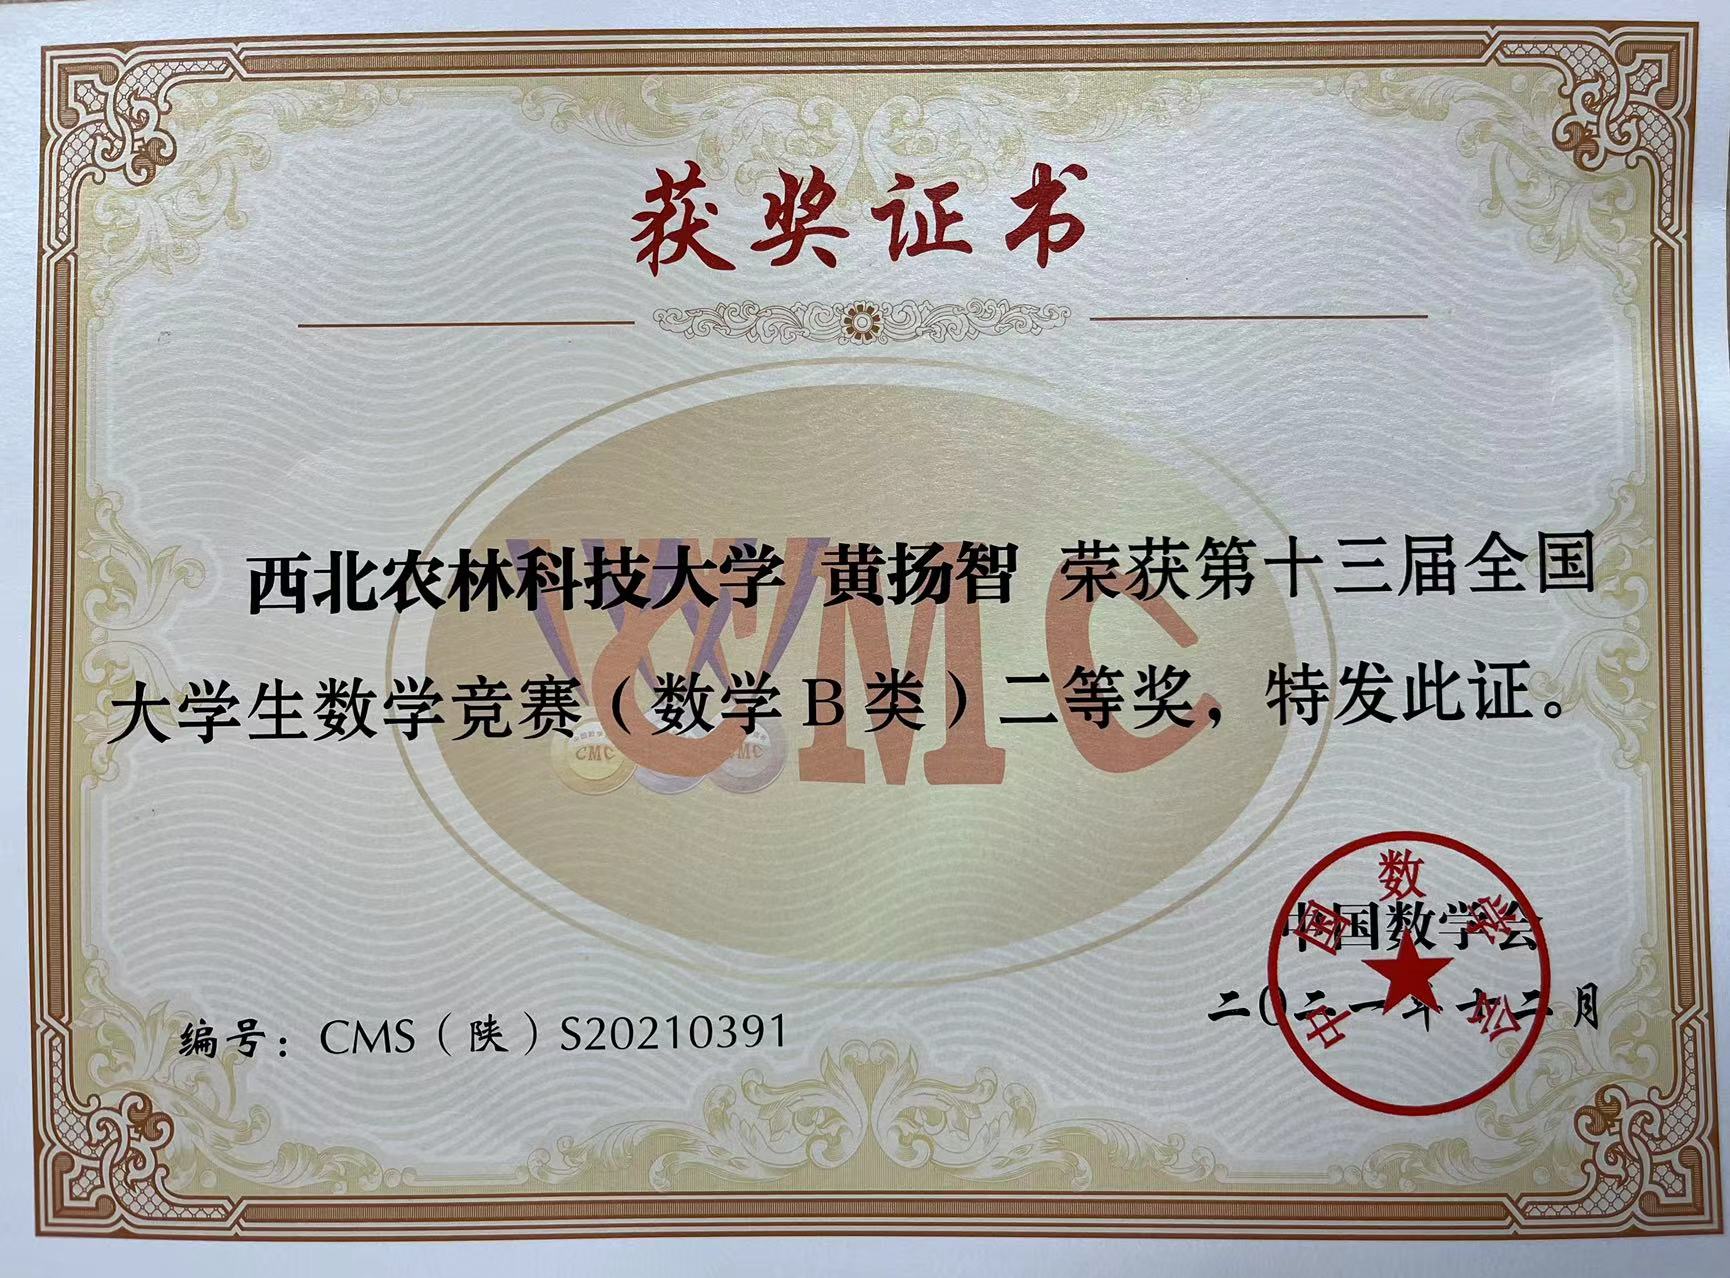 获奖证书
西北农林科技大学 黄扬智 荣获第十三届全国
大学生数学竞赛（数学 B 类）二等奖，特发此证。
CMC
CMC
CMC
中国数学会
中国数学会
二〇二一年十二月
编号：CMS（陕）S20210391